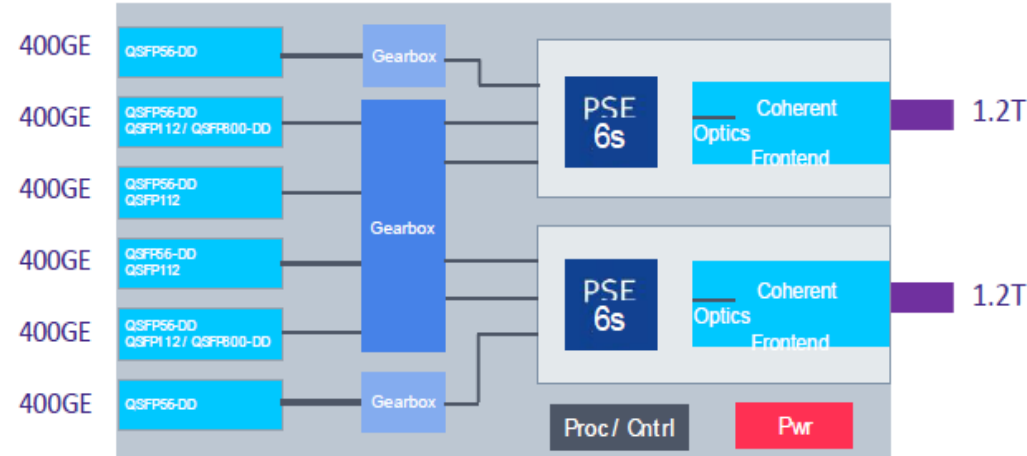 400GE
QSFP56-DD
Gearbox
400GE
QSFP56-DD
QSFP112 / QSFP800-DD
400GE
QSFP56-DD
QSFP112
Gearbox
400GE
QSFP56-DD
QSFP112
400GE
QSFP56-DD
QSFP112 / QSFP800-DD
400GE
QSFP56-DD
Gearbox
PSE
6s
Coherent
Optics
Frontend
1.2T
PSE
6s
Coherent
Optics
Frontend
1.2T
Proc / Cntrl
Pwr